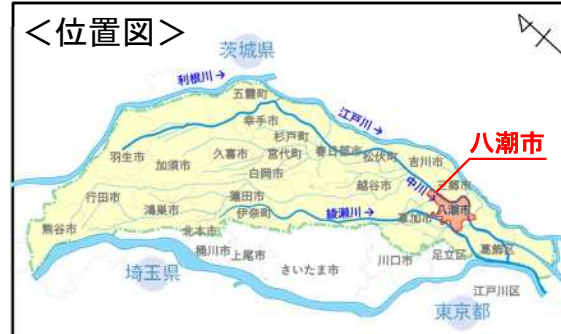 <位置図>
茨城県
利根川→
五霞町
江戸川→
幸手市
杉戸町
羽生市
加須市
久喜市
宮代町
春日部市
松伏町
吉川市
八潮市
白岡市
行田市
蓮田市
越谷市
中川→
三郷市
鴻巣市
伊奈町
綾瀬川→
草加市
八潮市
熊谷市
北本市
桶川市
上尾市
さいたま市
川口市
足立区
葛飾区
埼玉県
江戸川区
東京都